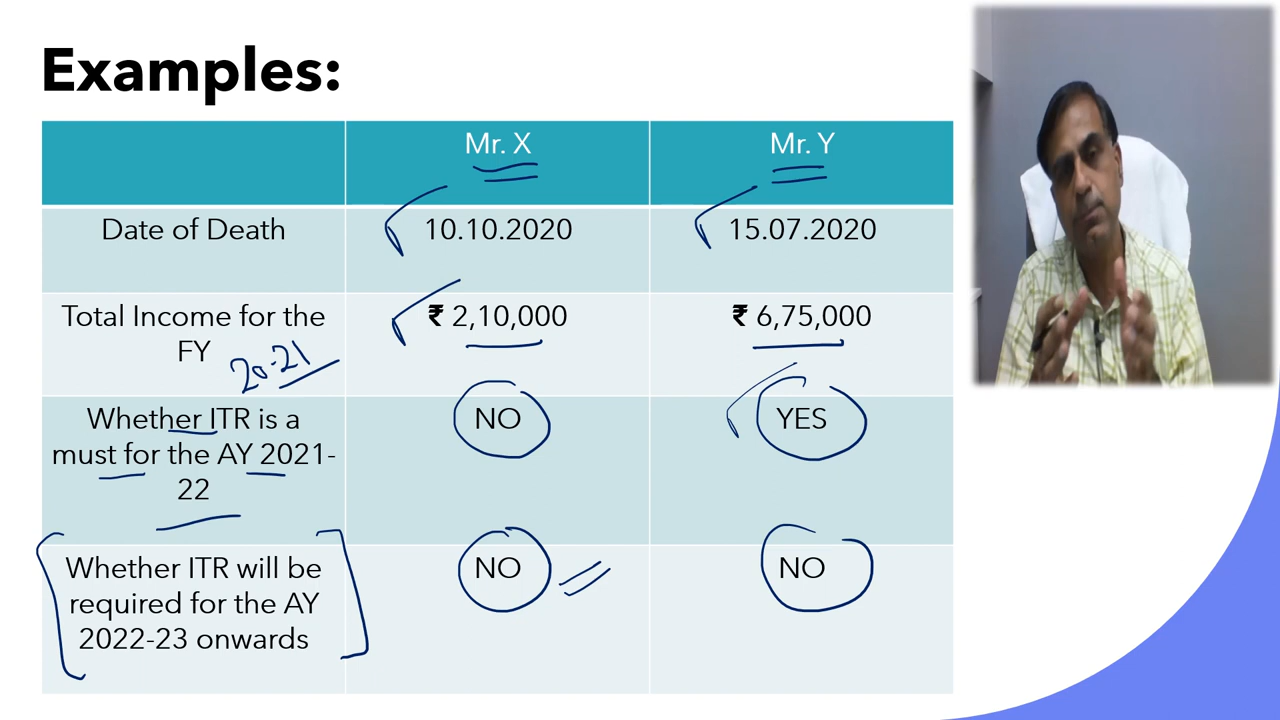 Examples:
Mr. X
Mr. Y
Date of Death
10.10.2020
15.07.2020
Total Income for the
FY
20-21
₹ 2,10,000
₹ 6,75,000
Whether ITR is a
must for the AY 2021-
22
NO
YES
Whether ITR will be
required for the AY
2022-23 onwards
NO
NO